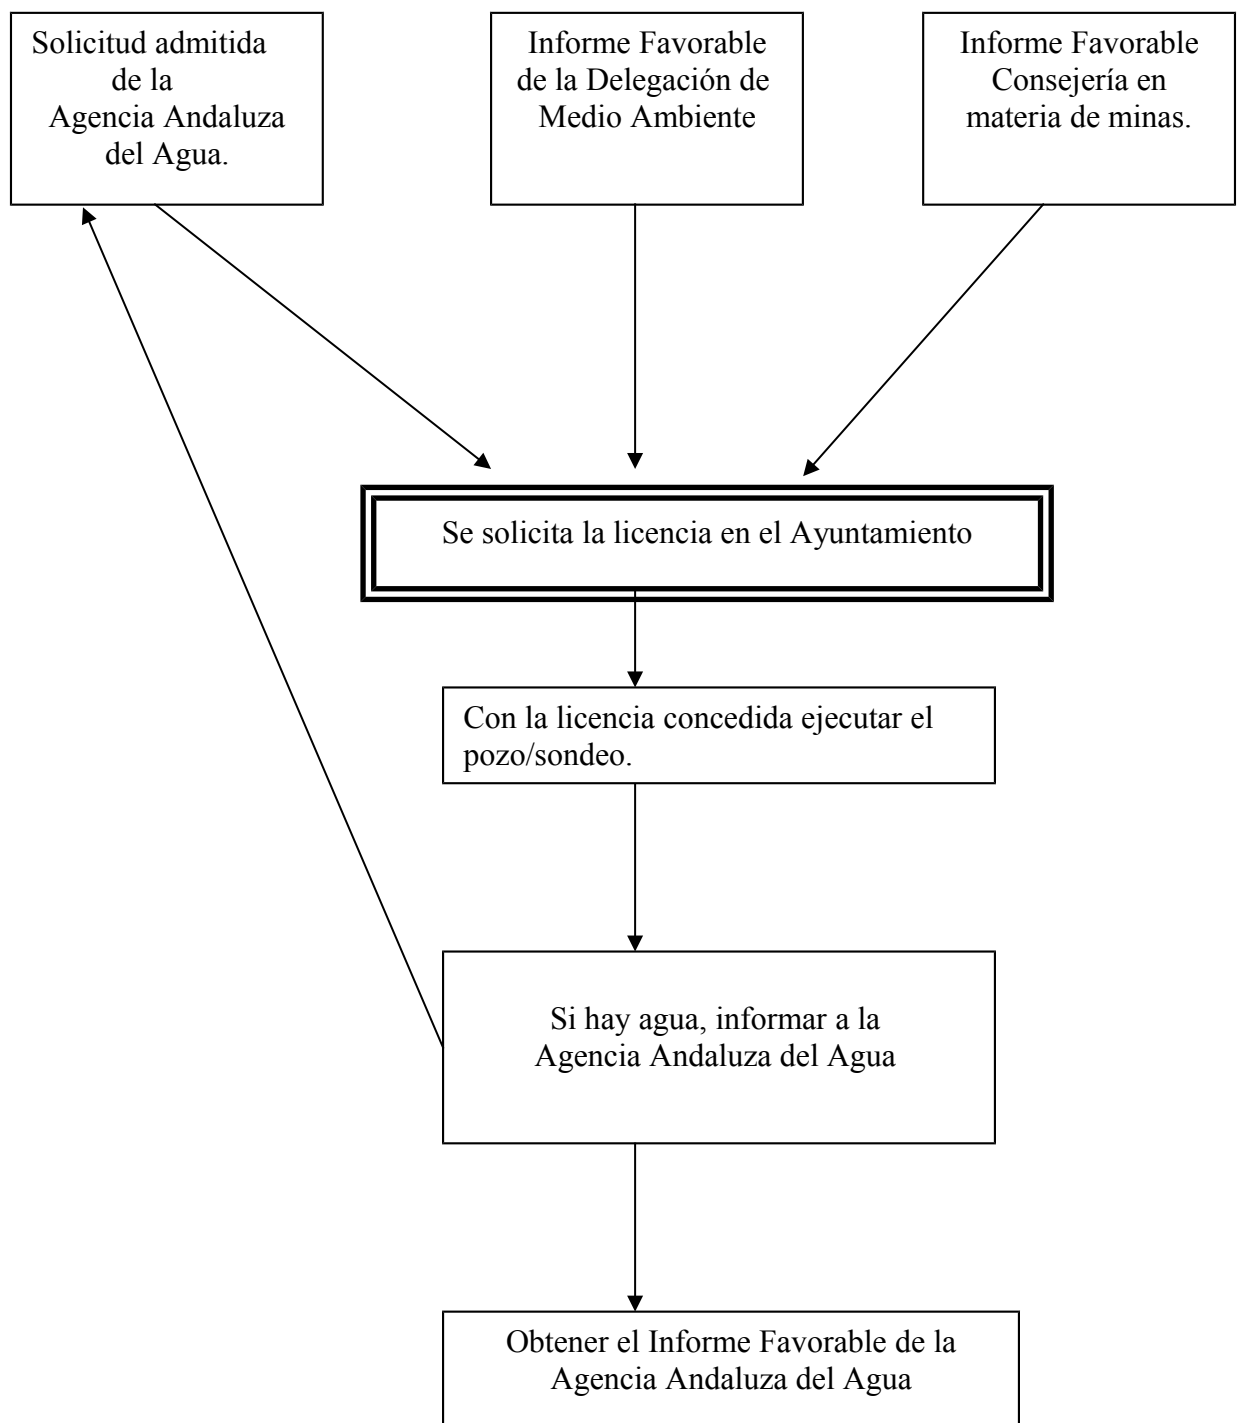 Solicitud admitida
de la
Agencia Andaluza
del Agua.
Informe Favorable
de la Delegación de
Medio Ambiente
Informe Favorable
Consejería en
materia de minas.
Se solicita la licencia en el Ayuntamiento
Con la licencia concedida ejecutar el
pozo/sondeo.
Si hay agua, informar a la
Agencia Andaluza del Agua
Obtener el Informe Favorable de la
Agencia Andaluza del Agua